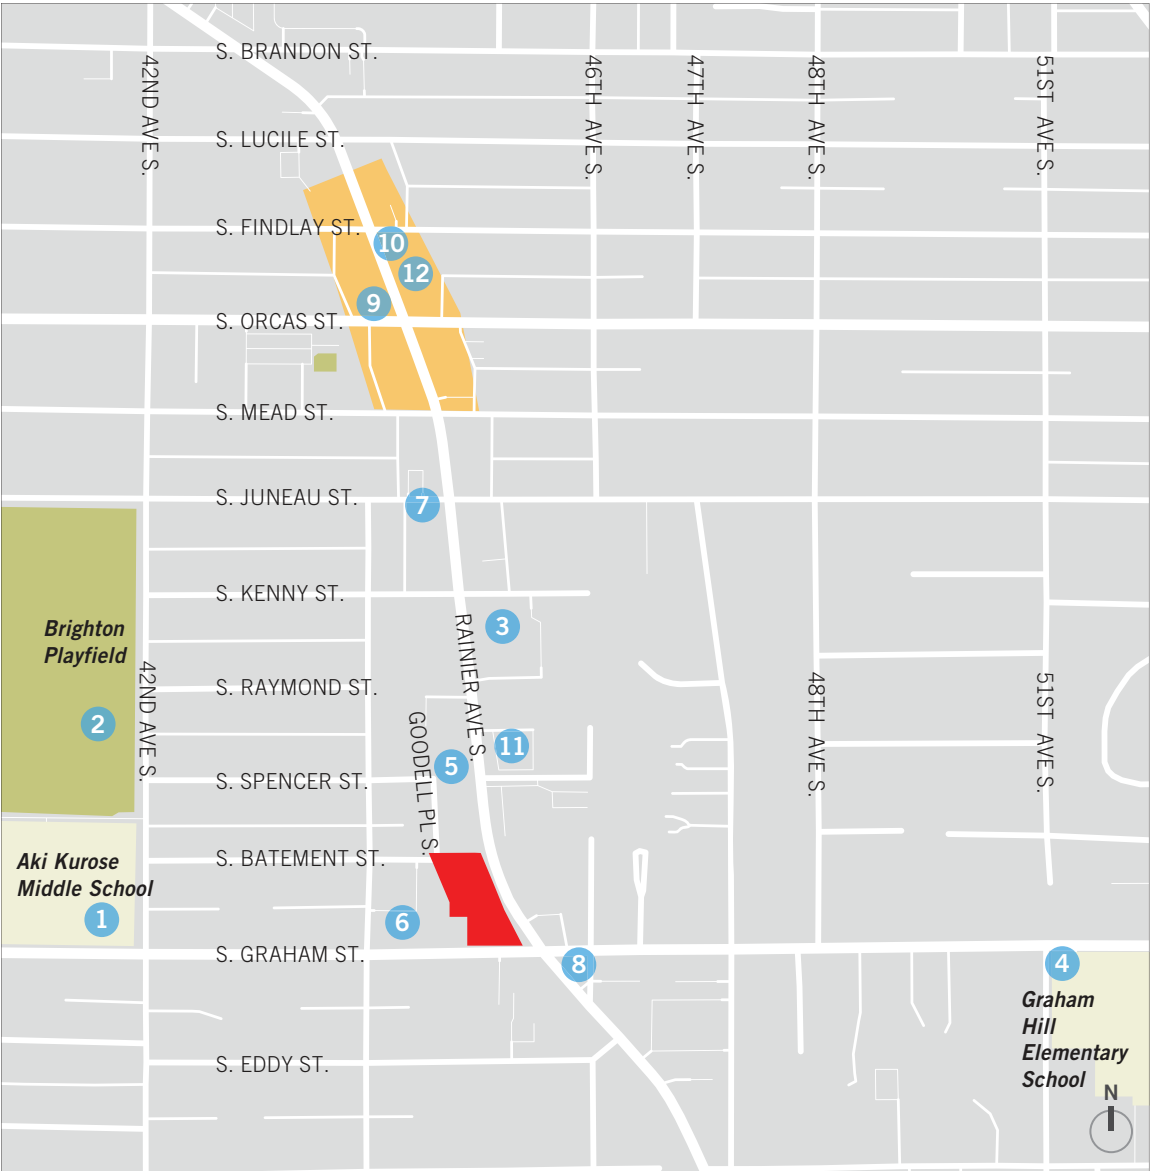 S. BRANDON ST.
42ND AVE S.
46TH AVE S.
47TH AVE S.
48TH AVE S.
51ST AVE S.
S. LUCILE ST.
S. FINDLAY ST.
10
12
9
S. ORCAS ST.
S. MEAD ST.
S. JUNEAU ST.
7
S. KENNY ST.
Brighton
Playfield
3
RAINIER AVE S.
42ND AVE S.
S. RAYMOND ST.
48TH AVE S.
51ST AVE S.
2
GOODELL PL S.
11
5
S. SPENCER ST.
S. BATEMENT ST.
Aki Kurose
Middle School
1
6
S. GRAHAM ST.
8
4
Graham
Hill
Elementary
School
S. EDDY ST.
N